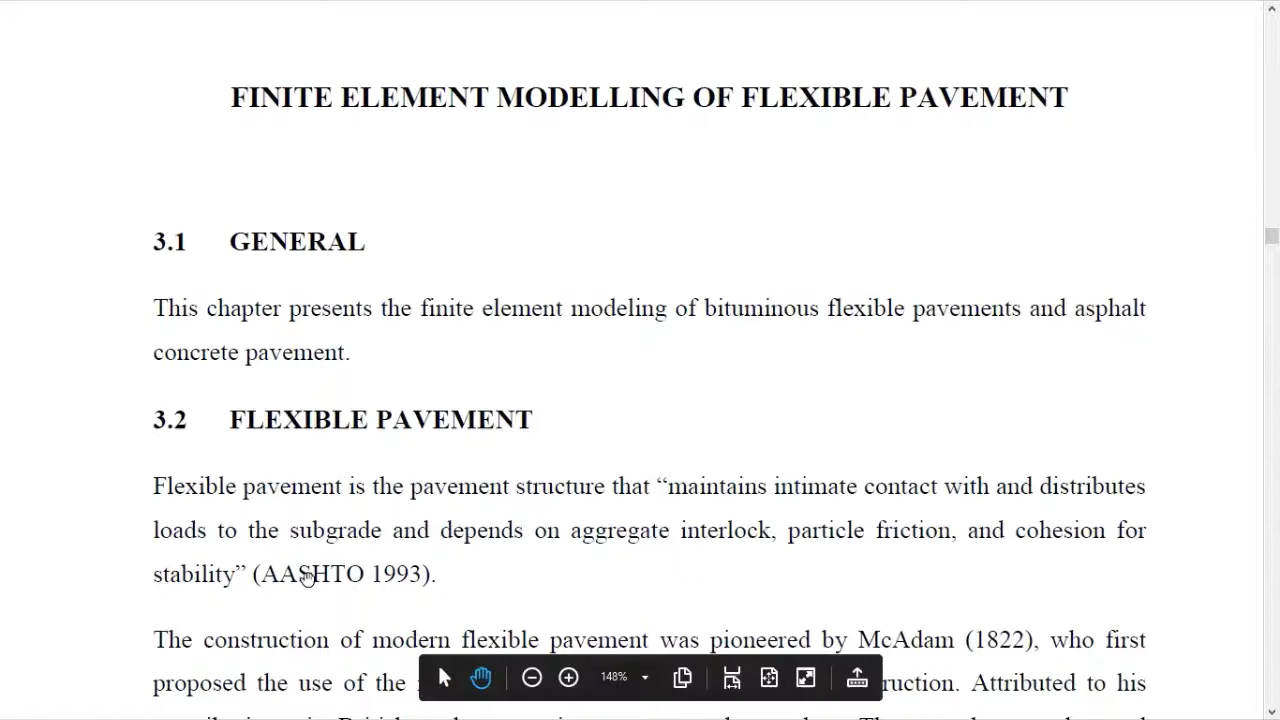 FINITE ELEMENT MODELLING OF FLEXIBLE PAVEMENT
3.1 GENERAL
This chapter presents the finite element modeling of bituminous flexible pavements and asphalt
concrete pavement.
3.2 FLEXIBLE PAVEMENT
Flexible pavement is the pavement structure that “maintains intimate contact with and distributes
loads to the subgrade and depends on aggregate interlock, particle friction, and cohesion for
stability” (AASHTO 1993).
The construction of modern flexible pavement was pioneered by McAdam (1822), who first
proposed the use of the
Attributed to his
148%